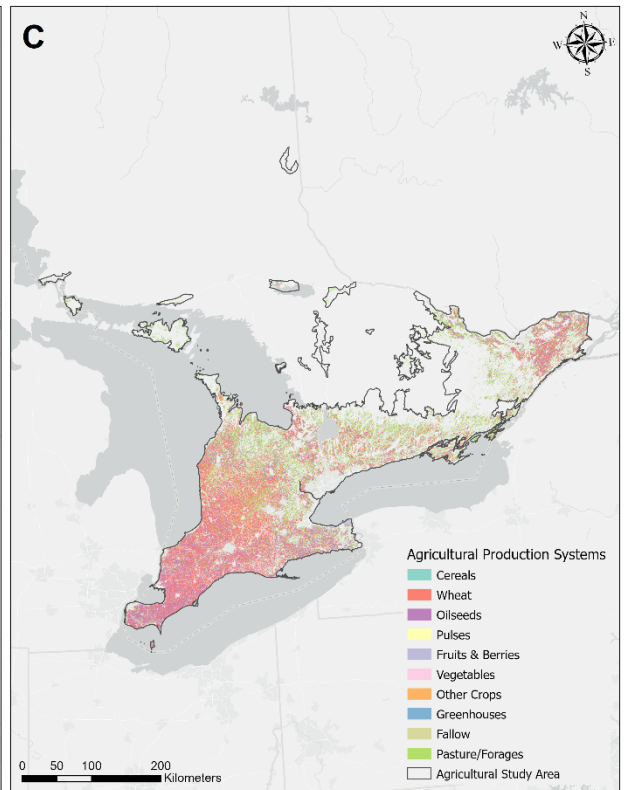 C
N
W E
S
Agricultural Production Systems
Cereals
Wheat
Oilseeds
Pulses
Fruits & Berries
Vegetables
Other Crops
Greenhouses
Fallow
Pasture/Forages
Agricultural Study Area
0 50 100 200
Kilometers